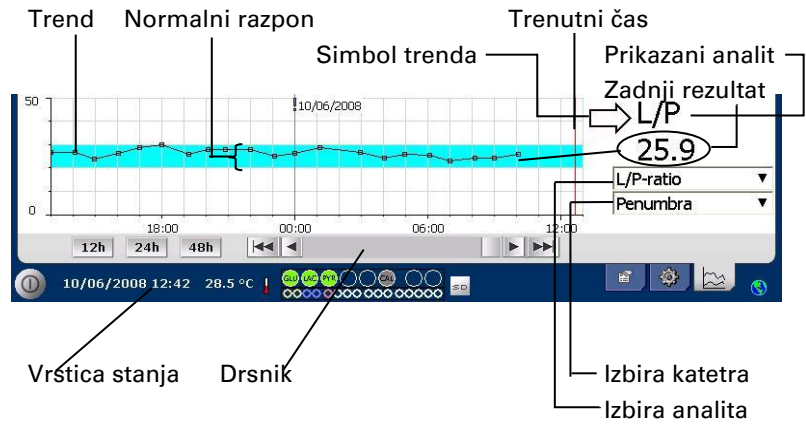 Trend Normalni razpon Trenutni čas
Simbol trenda Prikazani analit
Zadnji rezultat
50
10/06/2008
L/P
25.9
L/P-ratio
0
Penumbra
18:00 00:00 06:00 12:00
12h 24h 48h
10/06/2008 12:42 28.5 °C GLU LAC PYR CAL SD
Vrstica stanja Drsnik Izbira katetra
Izbira analita